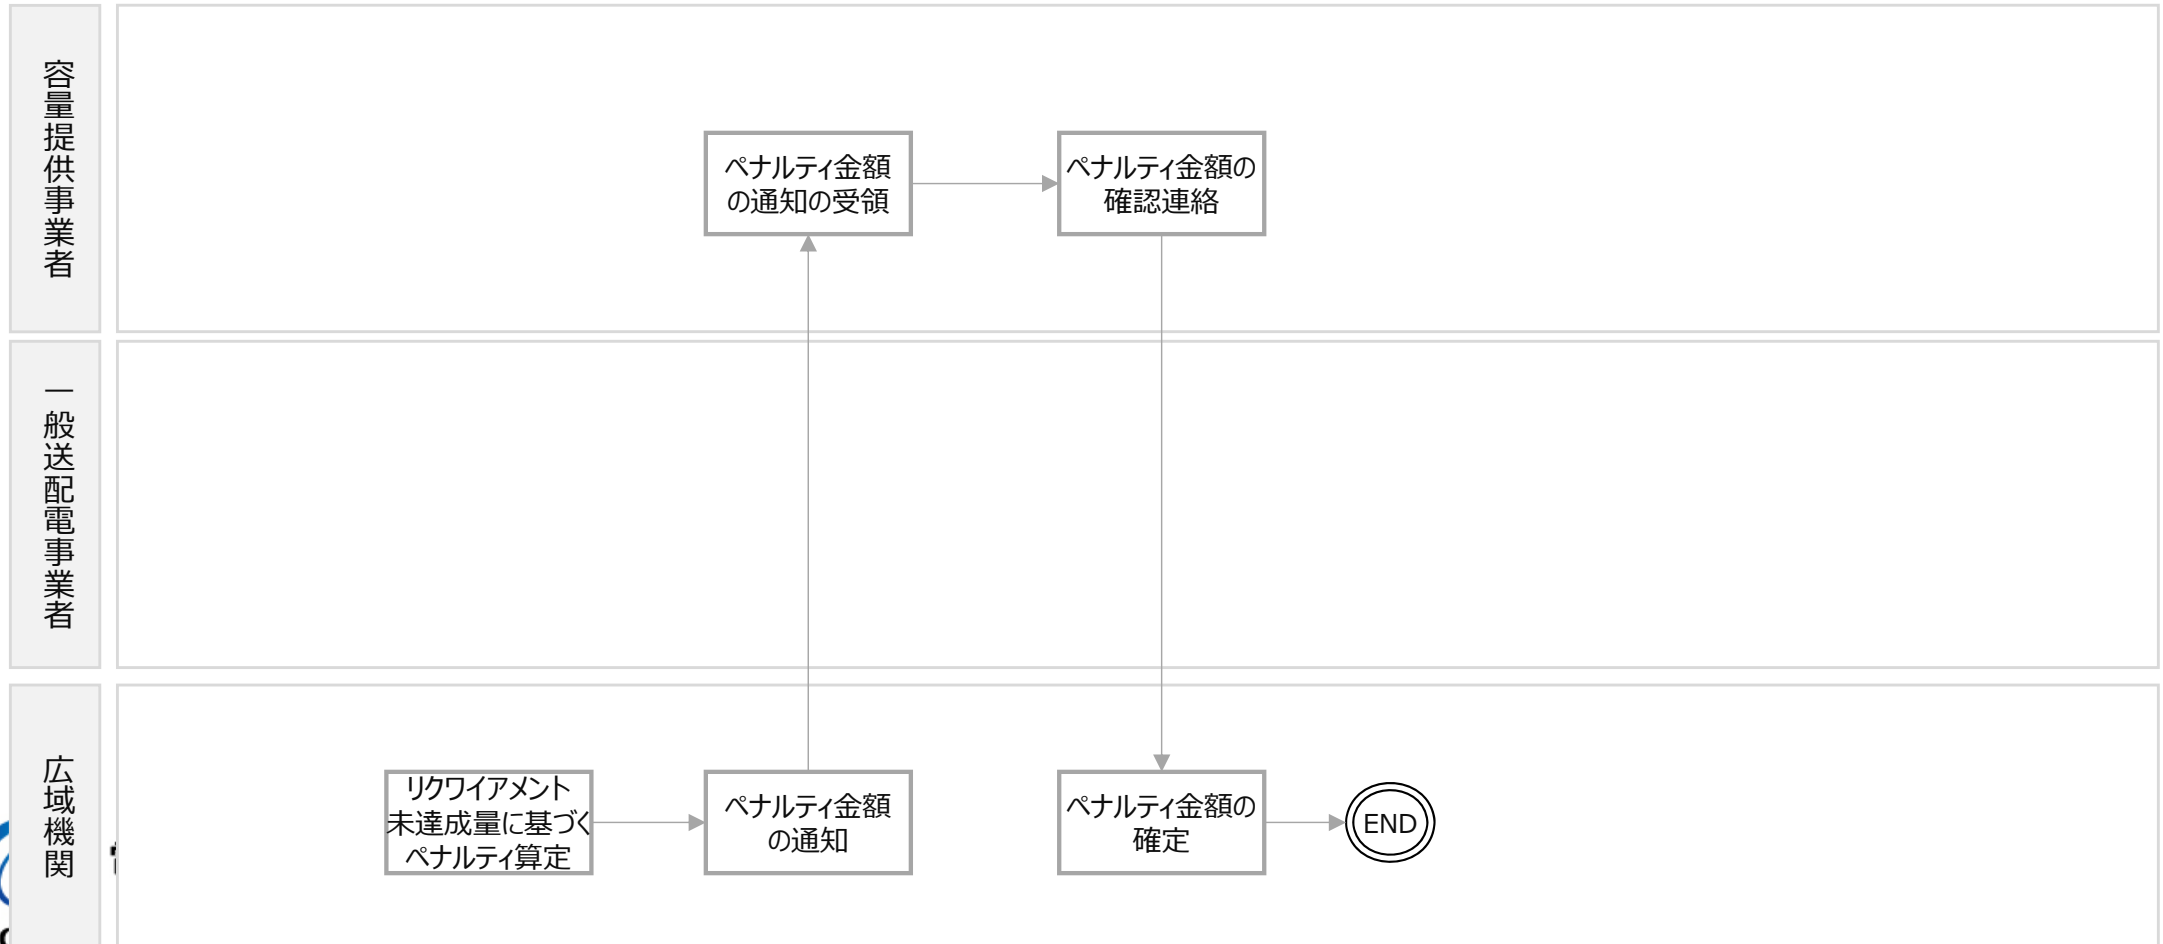 容量提供事業者
ペナルティ金額
の通知の受領
ペナルティ金額の
確認連絡
一般送配電事業者
広域機関
リクワイアメント
未達成量に基づく
ペナルティ算定
ペナルティ金額
の通知
ペナルティ金額の
確定
END